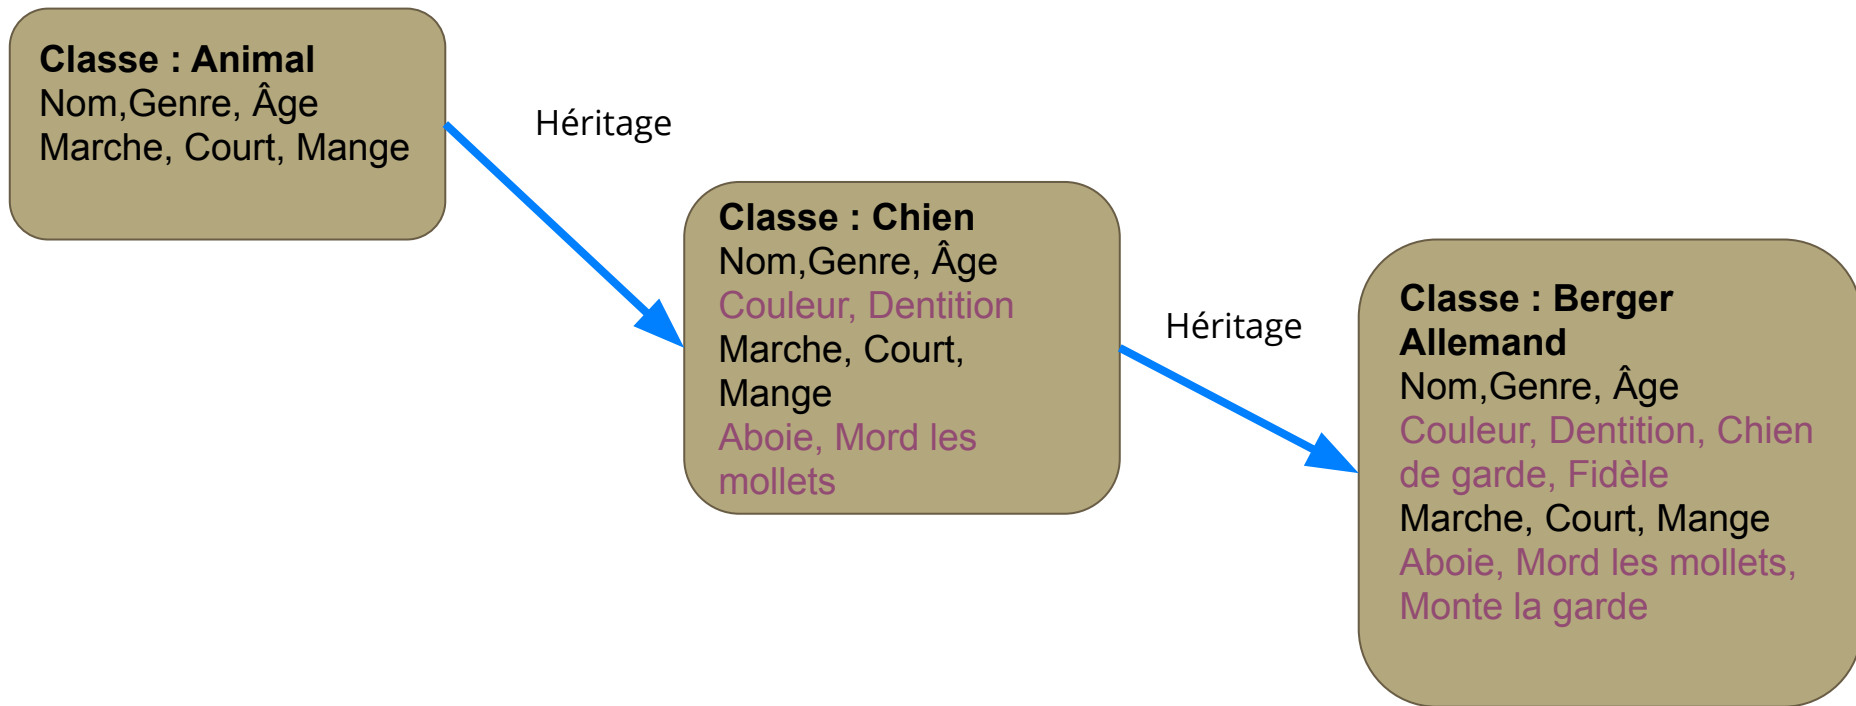 Classe : Animal
Nom,Genre, Âge
Marche, Court, Mange
Héritage
Classe : Chien
Nom,Genre, Âge
Couleur, Dentition
Marche, Court,
Mange
Aboie, Mord les
mollets
Héritage
Classe : Berger
Allemand
Nom,Genre, Âge
Couleur, Dentition, Chien
de garde, Fidèle
Marche, Court, Mange
Aboie, Mord les mollets,
Monte la garde